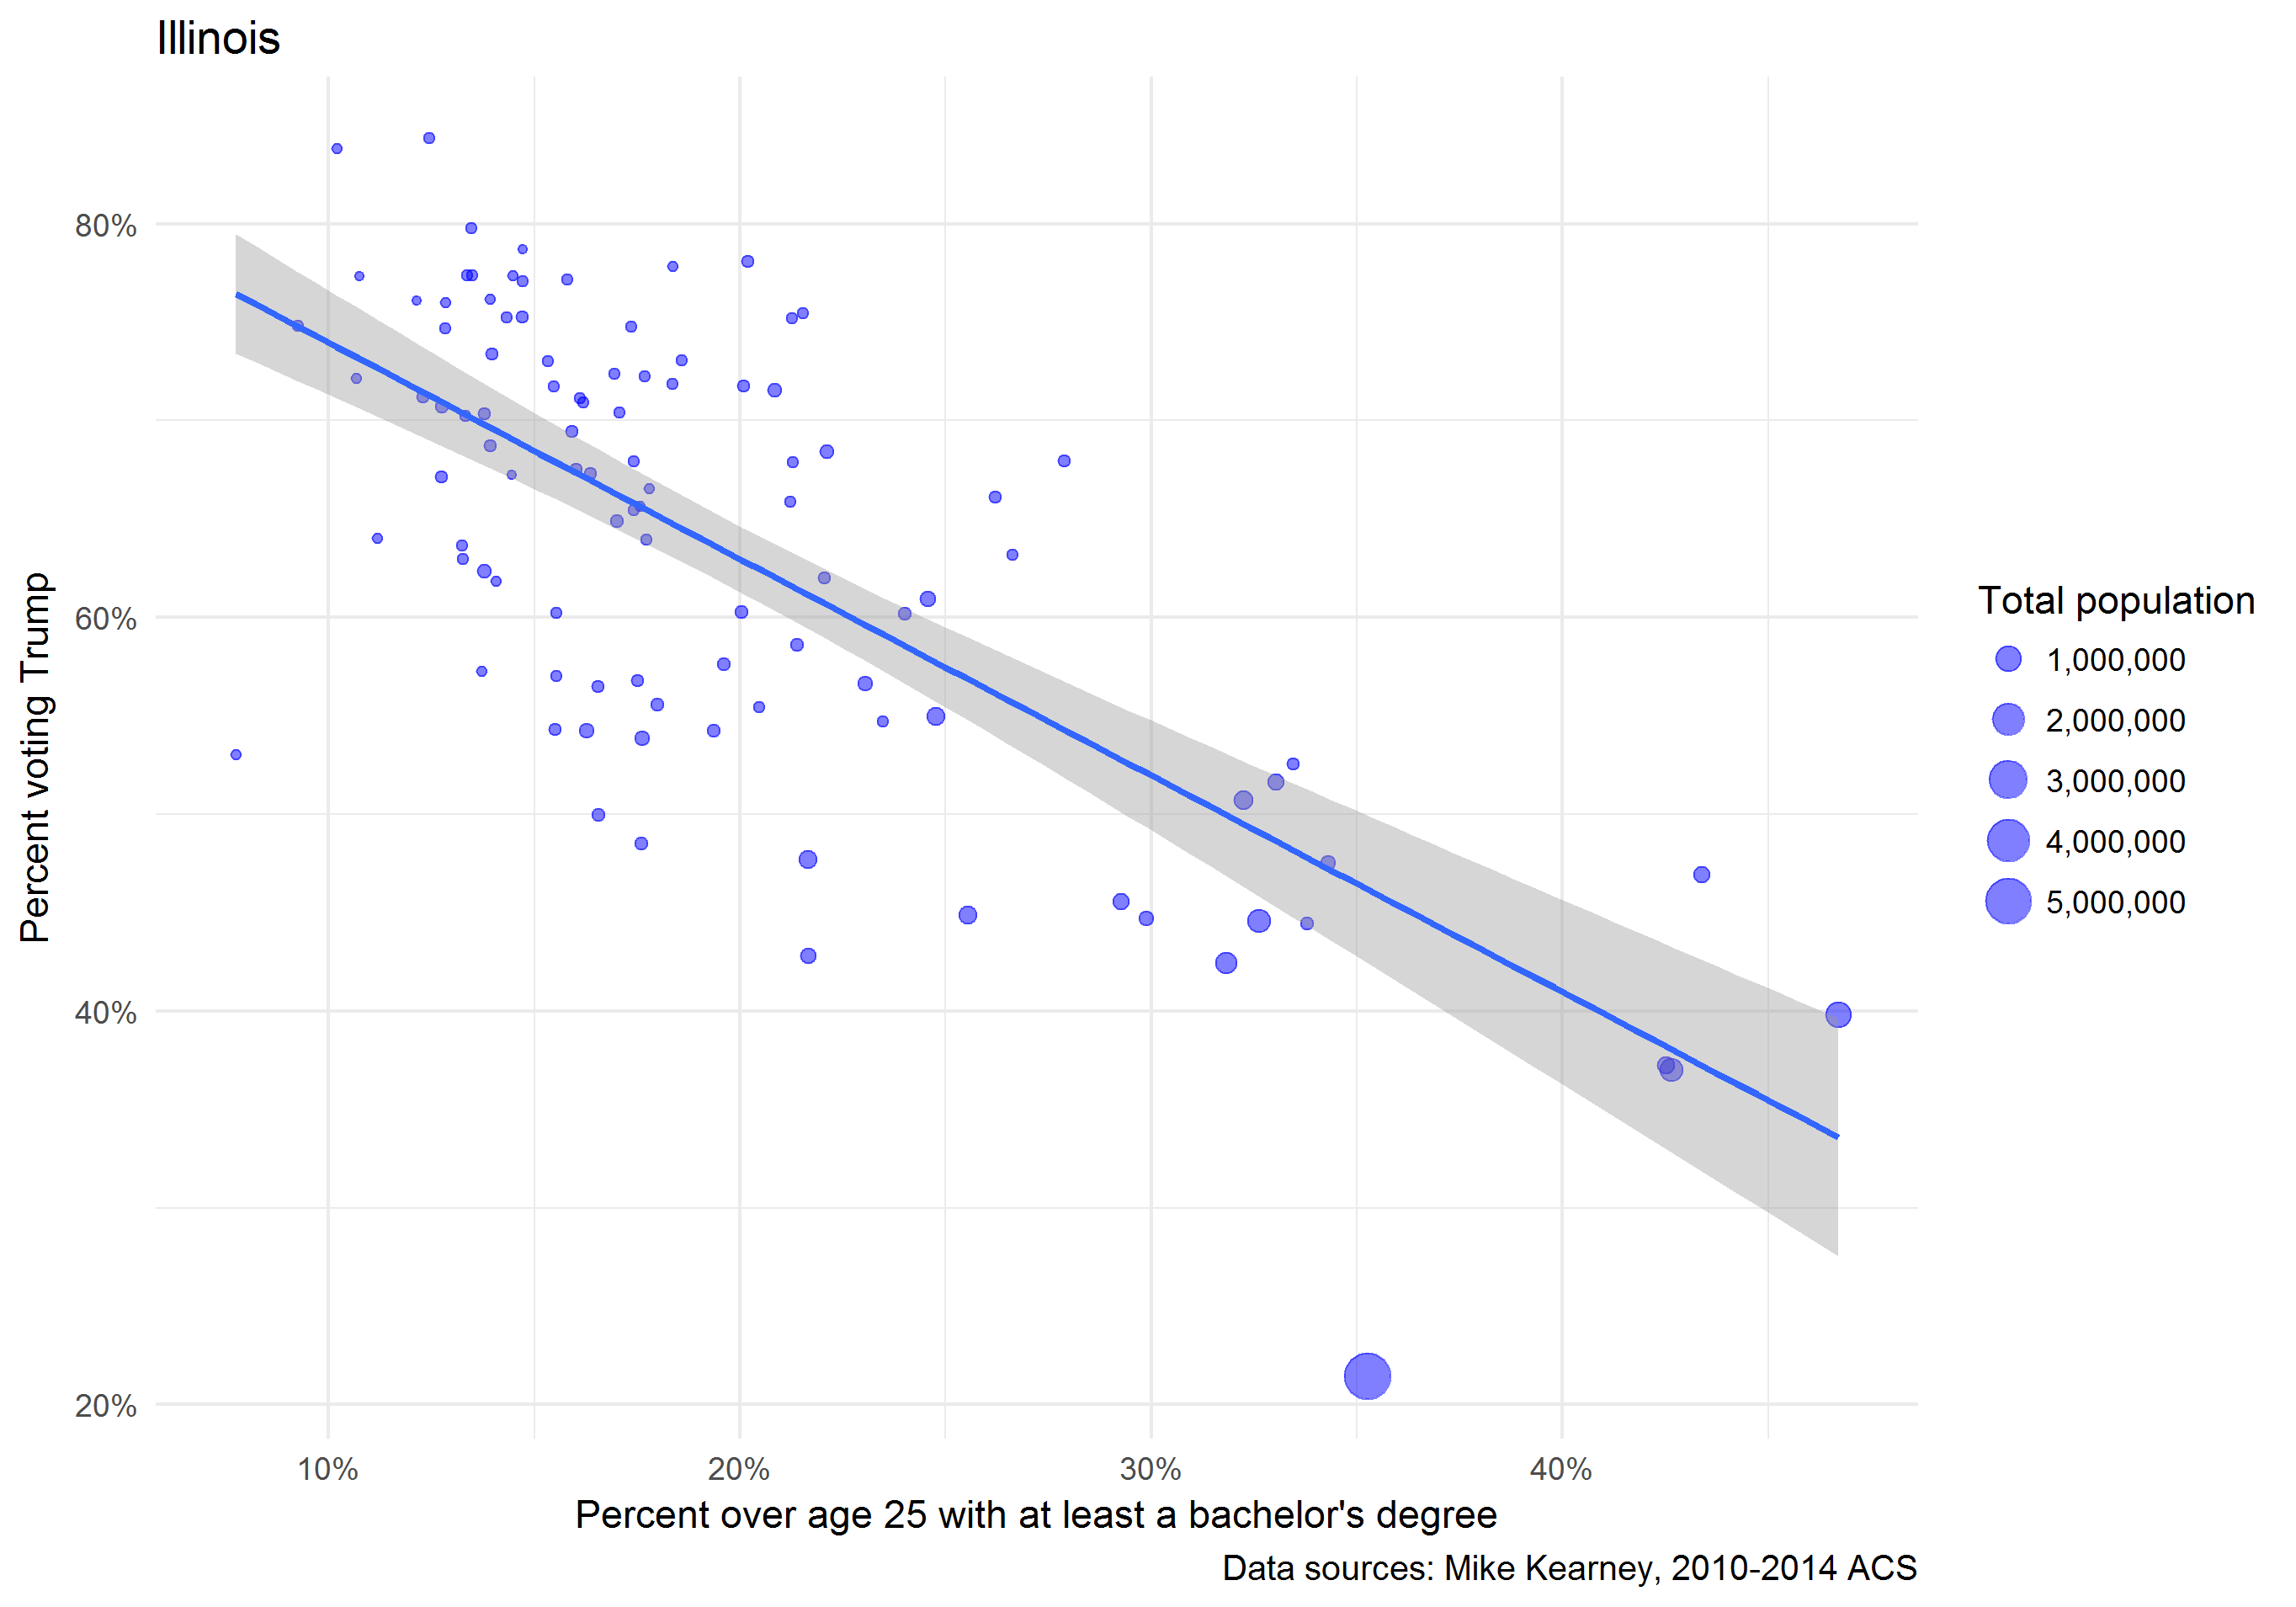 Illinois
80%
60%
40%
20%
Percent voting Trump
10%
20%
30%
40%
Percent over age 25 with at least a bachelor's degree
Total population
1,000,000
2,000,000
3,000,000
4,000,000
5,000,000
Data sources: Mike Kearney, 2010-2014 ACS